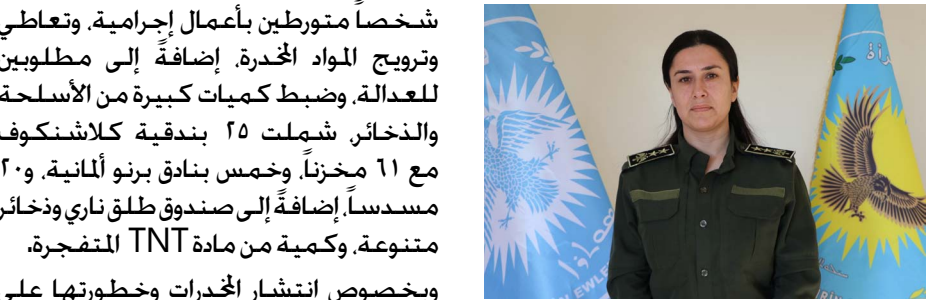 شخصاً متورطين بأعمال إجرامية، وتعاطي
وترويج المواد المخدرة، إضافةً إلى مطلوبين
للعدالة، وضبط كميات كبيرة من الأسلحة
والذخائر، شملت ٢٥ بندقية كلاشنكوف
مع ٦١ مخزناً، وخمس بنادق برنو ألمانية، و٢٠
مسدساً، إضافةً إلى صندوق طلق ناري وذخائر
متنوعة، وكمية من مادة TNT المتفجرة.
وبخصوص انتشار المخدرات وخطورتها على